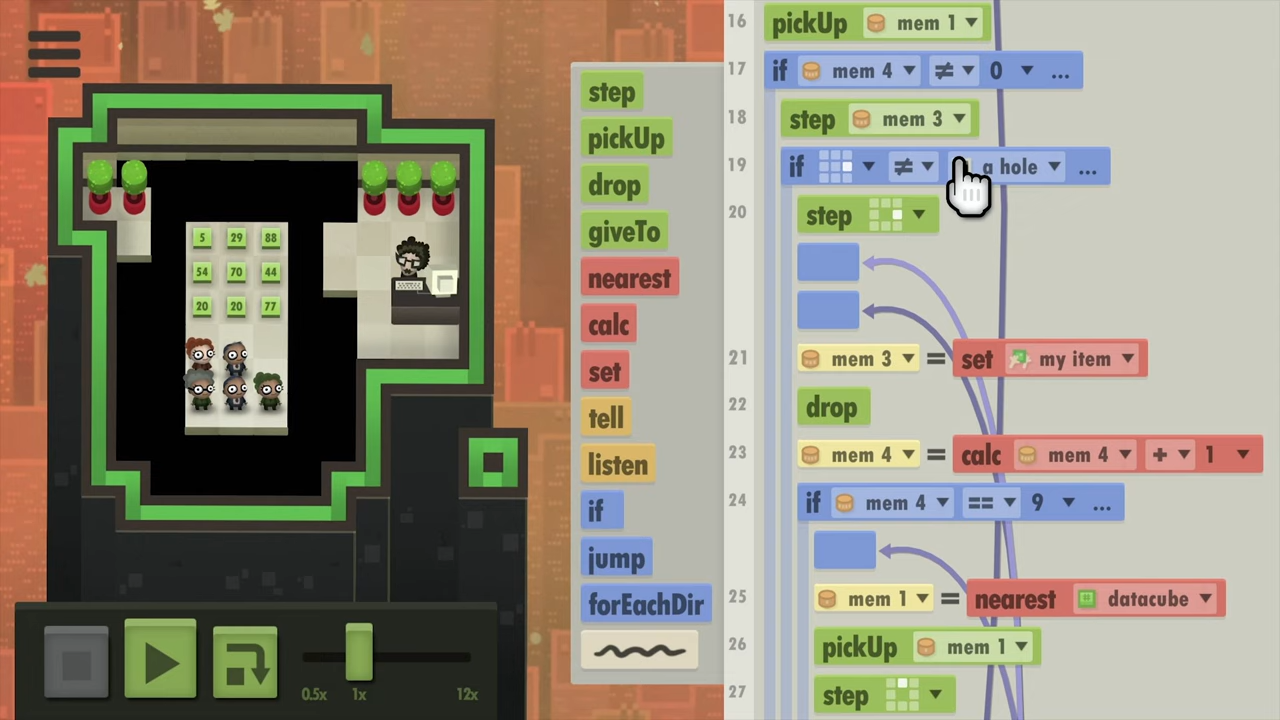 5 29 88
54 70 44
20 20 77
0.5x 1x 12x
step
pickUp
drop
giveTo
nearest
calc
set
tell
listen
if
jump
forEachDir
16 pickUp mem 1
17 if mem 4 ≠ 0 ...
18 step mem 3
19 if ≠ a hole ...
20 step
21 mem 3 = set my item
22 drop
23 mem 4 = calc mem 4 + 1
24 if mem 4 == 9 ...
25 mem 1 = nearest datacube
26 pickUp mem 1
27 step